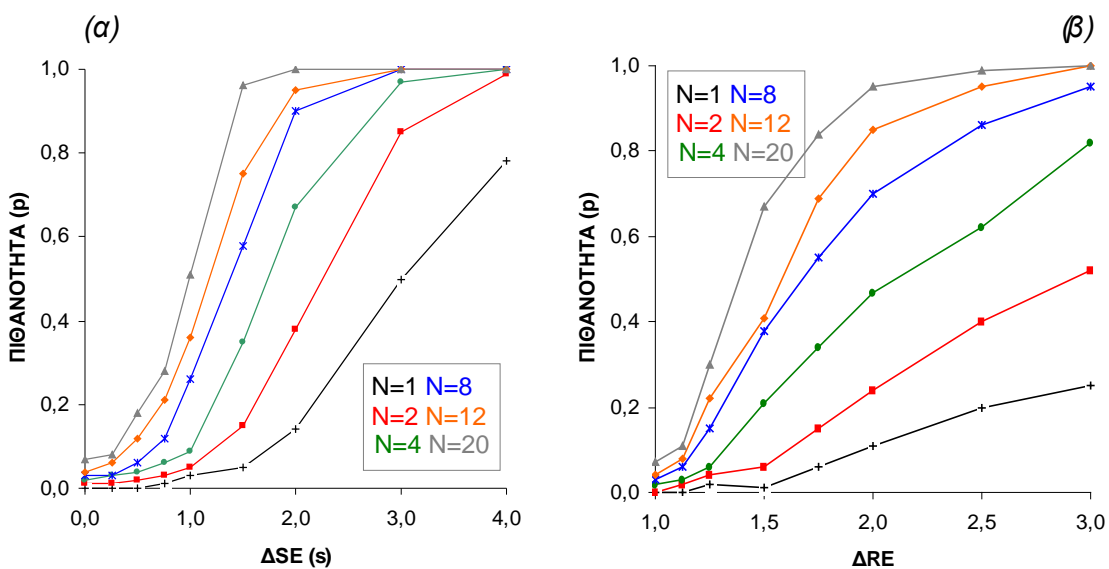 (α)
ΠΙΘΑΝΟΤΗΤΑ (p)
1,0
0,8
0,6
0,4
0,2
0,0
N=1 N=8
N=2 N=12
N=4 N=20
0,0 1,0 2,0 3,0 4,0
ΔSE (s)
(β)
ΠΙΘΑΝΟΤΗΤΑ (p)
1,0
0,8
0,6
0,4
0,2
0,0
N=1 N=8
N=2 N=12
N=4 N=20
1,0 1,5 2,0 2,5 3,0
ΔRE